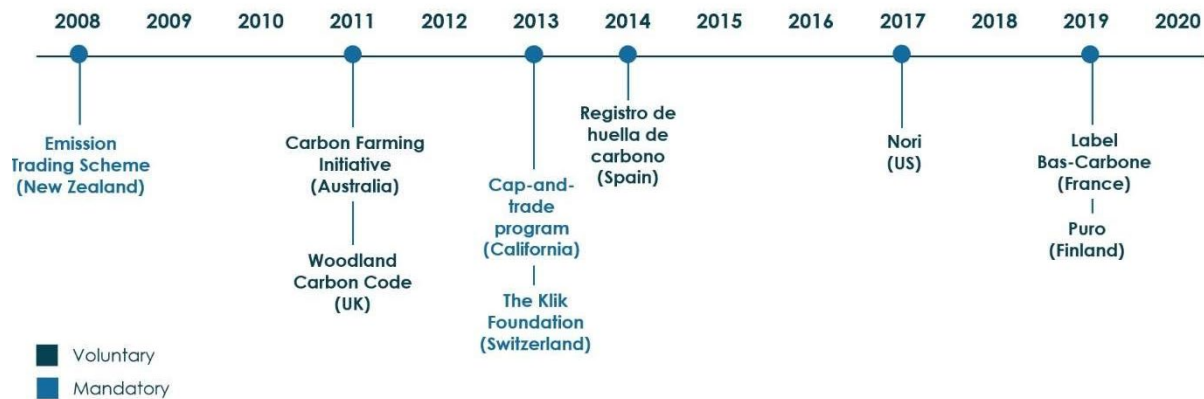 2008 2009 2010 2011 2012 2013 2014 2015 2016 2017 2018 2019 2020
Emission
Trading Scheme
(New Zealand)
Carbon Farming
Initiative
(Australia)
Woodland
Carbon Code
(UK)
Cap-and-
trade
program
(California)
The Klik
Foundation
(Switzerland)
Registro de
huella de
carbono
(Spain)
Nori
(US)
Label
Bas-Carbone
(France)
Puro
(Finland)
Voluntary
Mandatory